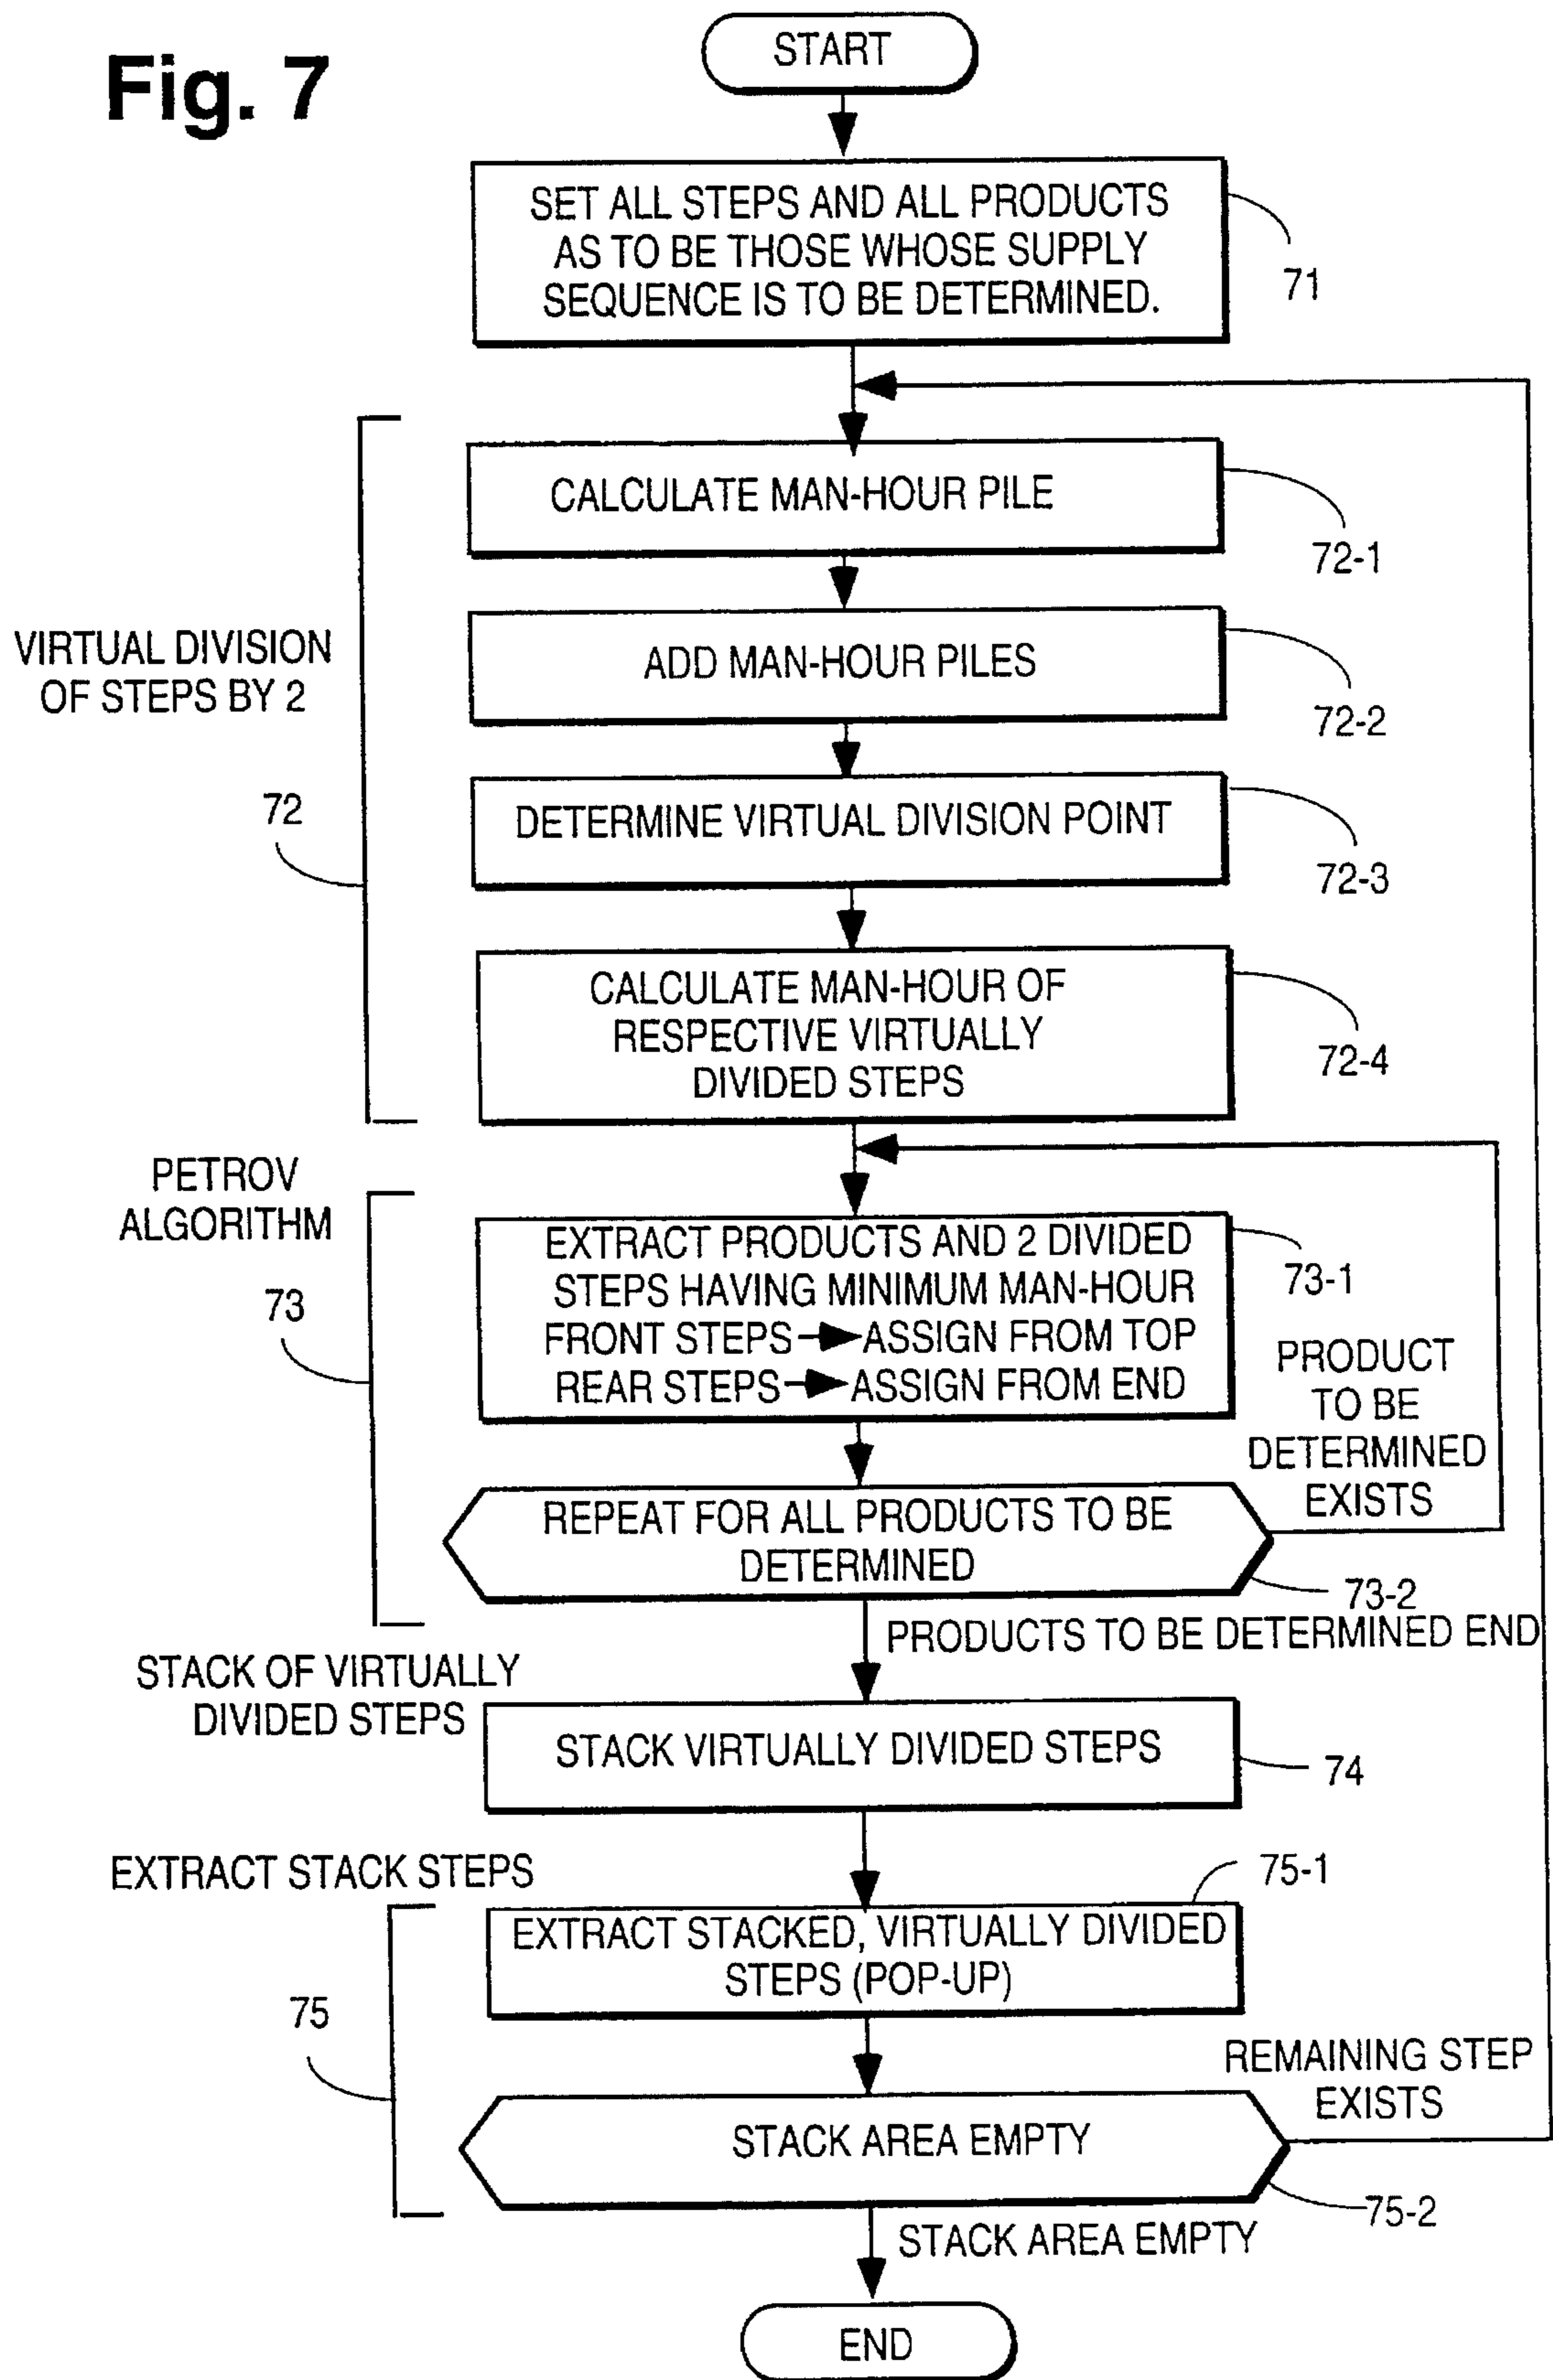 Fig. 7
START
SET ALL STEPS AND ALL PRODUCTS
AS TO BE THOSE WHOSE SUPPLY
SEQUENCE IS TO BE DETERMINED.
71
CALCULATE MAN-HOUR PILE
72-1
ADD MAN-HOUR PILES
72-2
VIRTUAL DIVISION
OF STEPS BY 2
72
DETERMINE VIRTUAL DIVISION POINT
72-3
CALCULATE MAN-HOUR OF
RESPECTIVE VIRTUALLY
DIVIDED STEPS
72-4
PETROV
ALGORITHM
73
EXTRACT PRODUCTS AND 2 DIVIDED
STEPS HAVING MINIMUM MAN-HOUR
FRONT STEPS → ASSIGN FROM TOP
REAR STEPS → ASSIGN FROM END
73-1
PRODUCT
TO BE
DETERMINED
EXISTS
REPEAT FOR ALL PRODUCTS TO BE
DETERMINED
73-2
PRODUCTS TO BE DETERMINED END
STACK OF VIRTUALLY
DIVIDED STEPS
STACK VIRTUALLY DIVIDED STEPS
74
EXTRACT STACK STEPS
75-1
EXTRACT STACKED, VIRTUALLY DIVIDED
STEPS (POP-UP)
75
REMAINING STEP
EXISTS
STACK AREA EMPTY
75-2
STACK AREA EMPTY
END